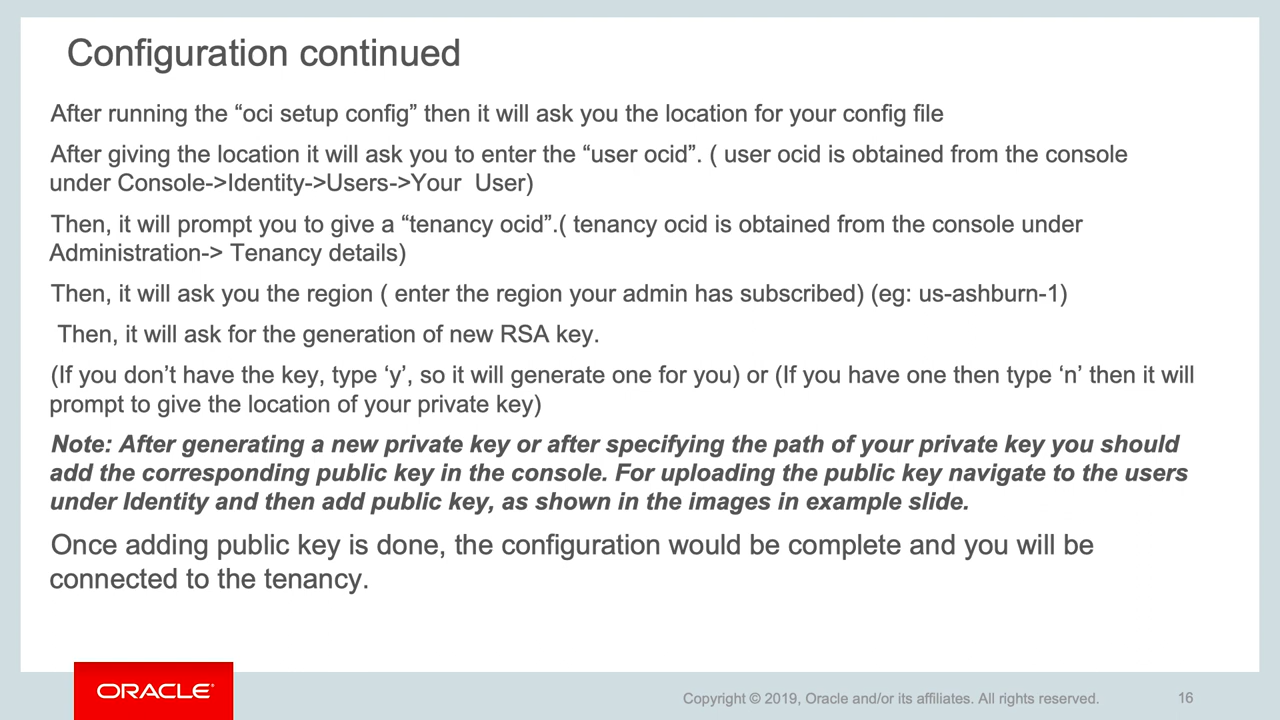 Configuration continued
After running the “oci setup config” then it will ask you the location for your config file
After giving the location it will ask you to enter the “user ocid”. ( user ocid is obtained from the console
under Console->Identity->Users->Your  User)
Then, it will prompt you to give a “tenancy ocid”.( tenancy ocid is obtained from the console under
Administration-> Tenancy details)
Then, it will ask you the region ( enter the region your admin has subscribed) (eg: us-ashburn-1)
Then, it will ask for the generation of new RSA key.
(If you don’t have the key, type ‘y’, so it will generate one for you) or (If you have one then type ‘n’ then it will
prompt to give the location of your private key)
Note: After generating a new private key or after specifying the path of your private key you should
add the corresponding public key in the console. For uploading the public key navigate to the users
under Identity and then add public key, as shown in the images in example slide.
Once adding public key is done, the configuration would be complete and you will be
connected to the tenancy.
ORACLE®
Copyright © 2019, Oracle and/or its affiliates. All rights reserved.
16